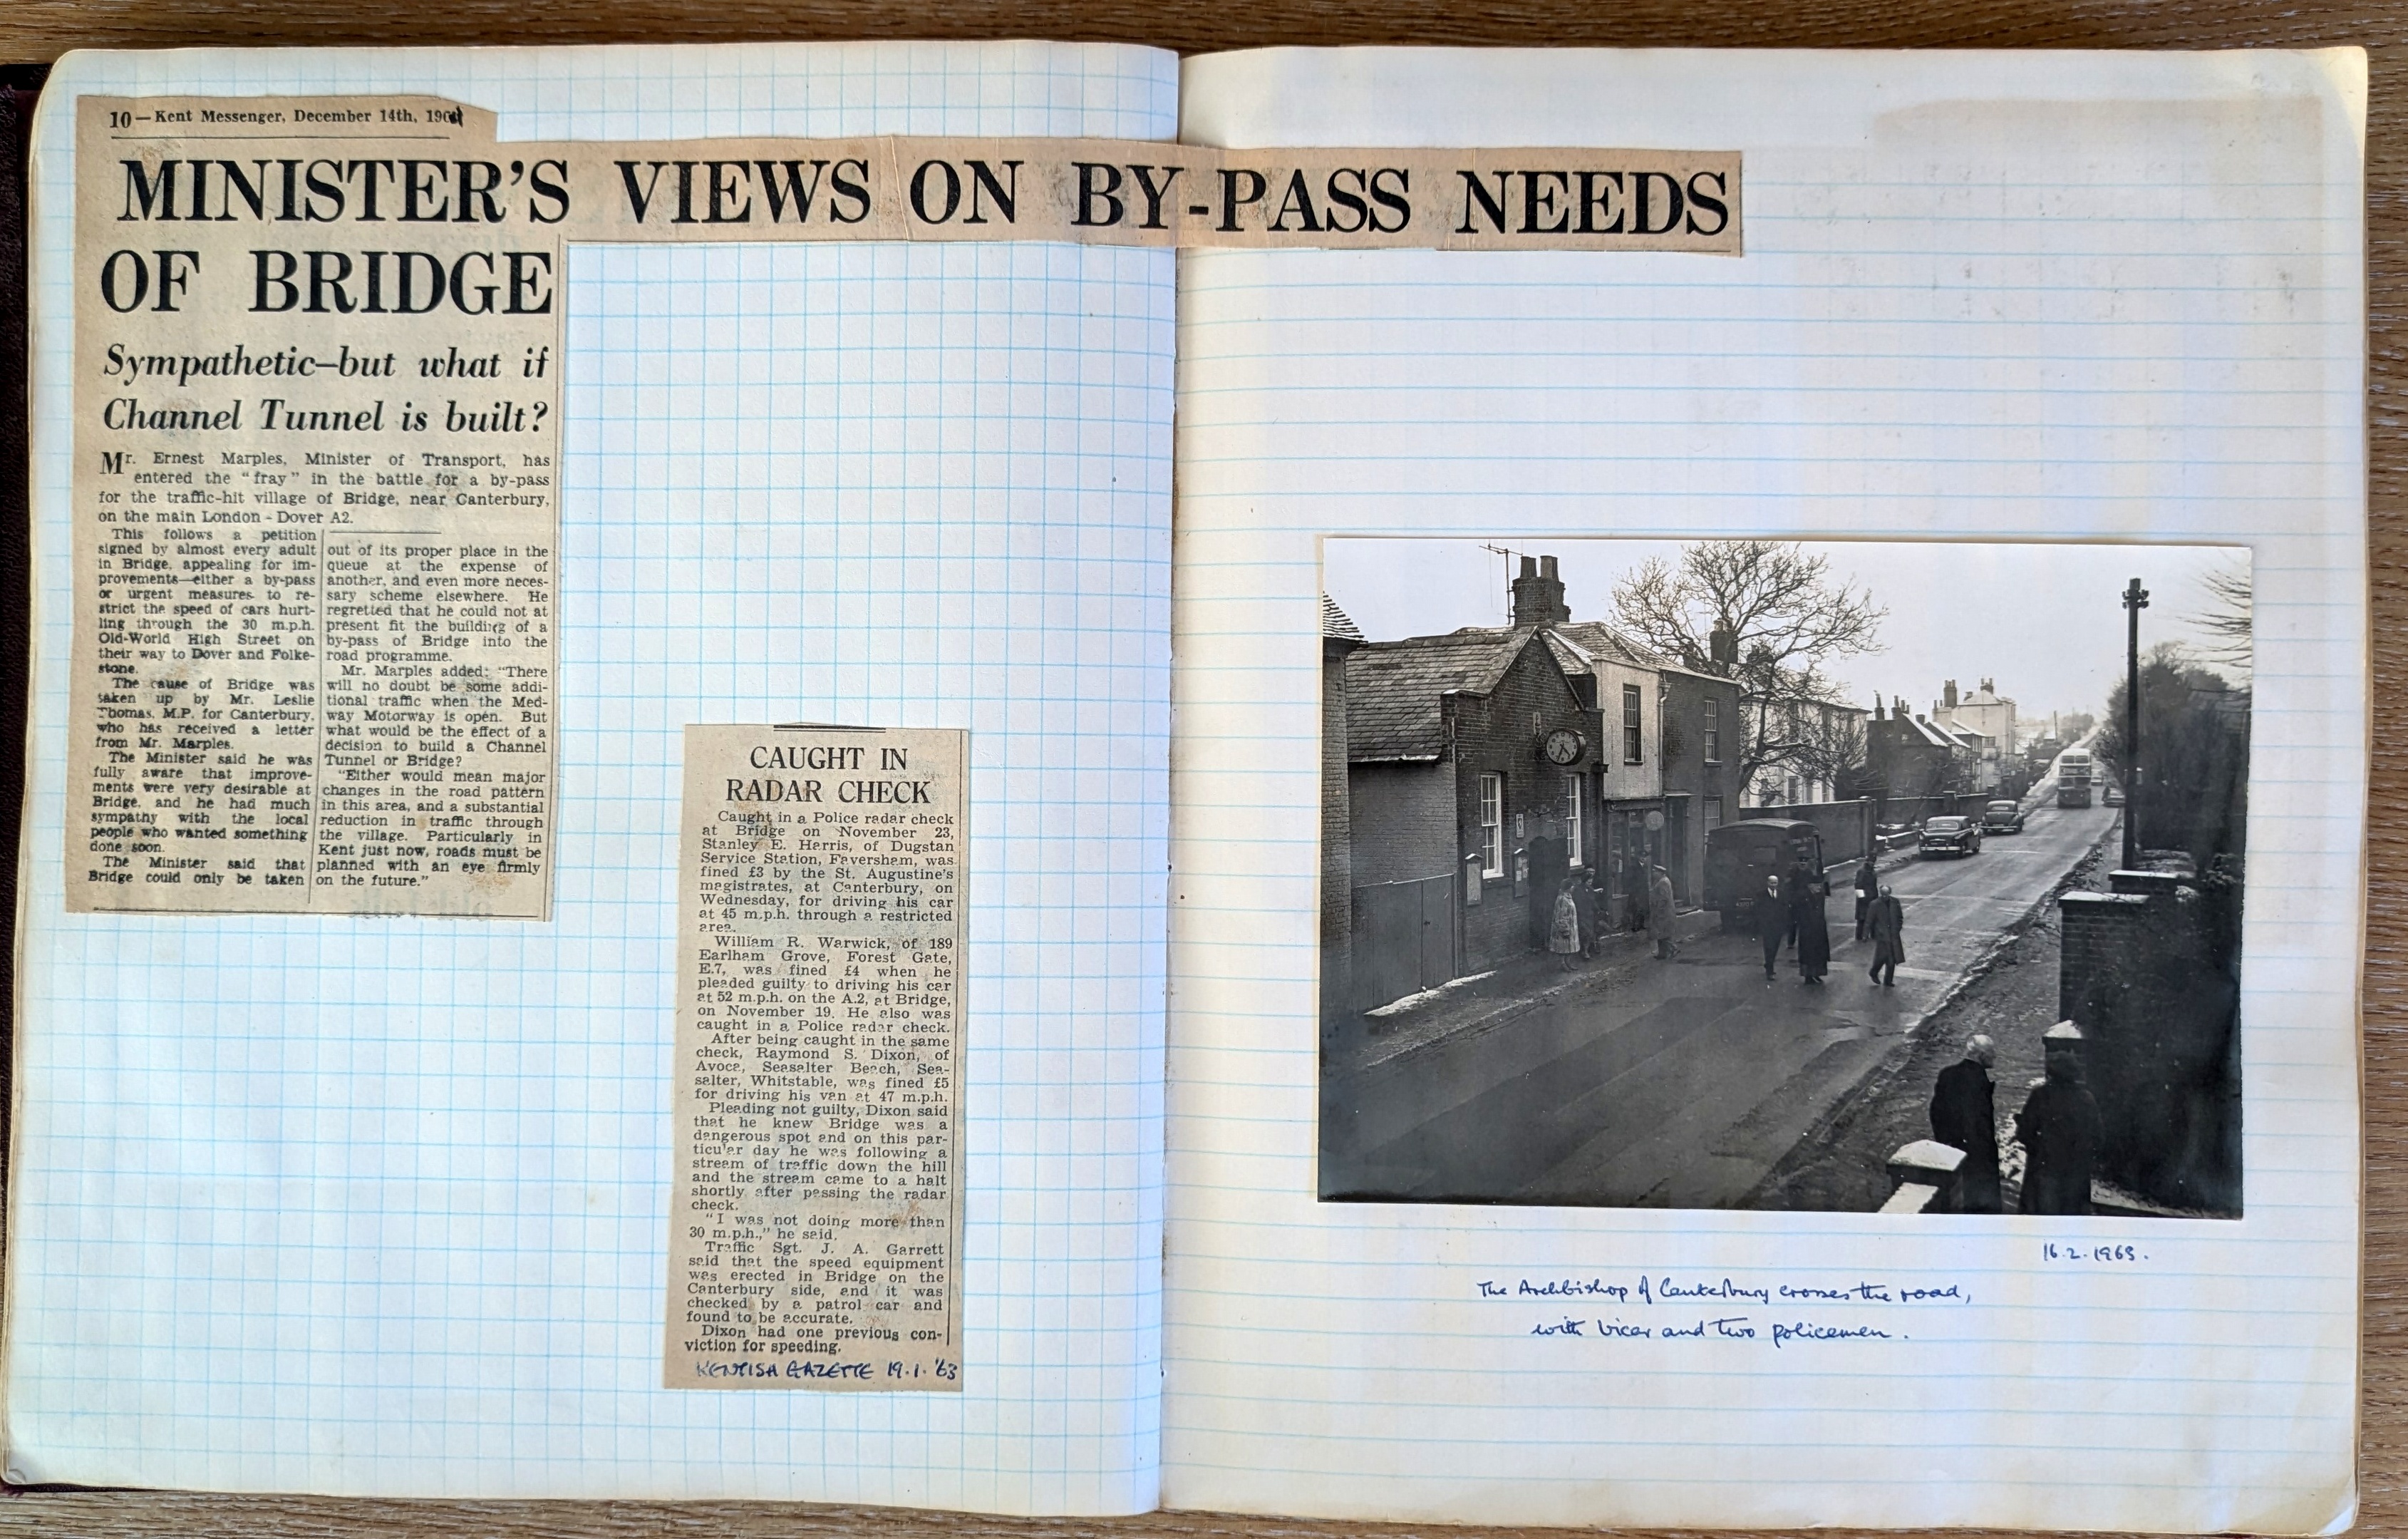 10—Kent Messenger, December 14th, 196
MINISTER'S VIEWS ON BY-PASS NEEDS
OF BRIDGE
Sympathetic—but what if
Channel Tunnel is built?
Mr. Ernest Marples, Minister of Transport, has
entered the "fray" in the battle for a by-pass
for the traffic-hit village of Bridge, near Canterbury,
on the main London - Dover A2.
This follows a petition
signed by almost every adult
in Bridge, appealing for im-
provements—either a by-pass
or urgent measures to re-
strict the speed of cars hurt-
ling through the 30 m.p.h.
Old-World High Street on
their way to Dover and Folke-
stone.
The cause of Bridge was
taken up by Mr. Leslie
Thomas, M.P. for Canterbury,
who has received a letter
from Mr. Marples.
The Minister said he was
fully aware that improve-
ments were very desirable at
Bridge, and he had much
sympathy with the local
people who wanted something
done soon.
The Minister said that
Bridge could only be taken
out of its proper place in the
queue at the expense of
another, and even more neces-
sary scheme elsewhere. He
regretted that he could not at
present fit the building of a
by-pass of Bridge into the
road programme.
Mr. Marples added: "There
will no doubt be some addi-
tional traffic when the Med-
way Motorway is open. But
what would be the effect of a
decision to build a Channel
Tunnel or Bridge?
"Either would mean major
changes in the road pattern
in this area, and a substantial
reduction in traffic through
the village. Particularly in
Kent just now, roads must be
planned with an eye firmly
on the future."
CAUGHT IN
RADAR CHECK
Caught in a Police radar check
at Bridge on November 23,
Stanley E. Harris, of Dugstan
Service Station, Faversham, was
fined £3 by the St. Augustine's
magistrates, at Canterbury, on
Wednesday, for driving his car
at 45 m.p.h. through a restricted
area.
William R. Warwick, of 189
Earlham Grove, Forest Gate,
E.7, was fined £4 when he
pleaded guilty to driving his car
at 52 m.p.h. on the A.2, at Bridge,
on November 19. He also was
caught in a Police radar check.
After being caught in the same
check, Raymond S. Dixon, of
Avoca, Seasalter Beach, Sea-
salter, Whitstable, was fined £5
for driving his van at 47 m.p.h.
Pleading not guilty, Dixon said
that he knew Bridge was a
dangerous spot and on this par-
ticular day he was following a
stream of traffic down the hill
and the stream came to a halt
shortly after passing the radar
check.
"I was not doing more than
30 m.p.h.," he said.
Traffic Sgt. J. A. Garrett
said that the speed equipment
was erected in Bridge on the
Canterbury side, and it was
checked by a patrol car and
found to be accurate.
Dixon had one previous con-
viction for speeding.
KENTISH GAZETTE 19.1.'63
16.2.1963.
The Archbishop of Canterbury crosses the road,
with vicar and two policemen.